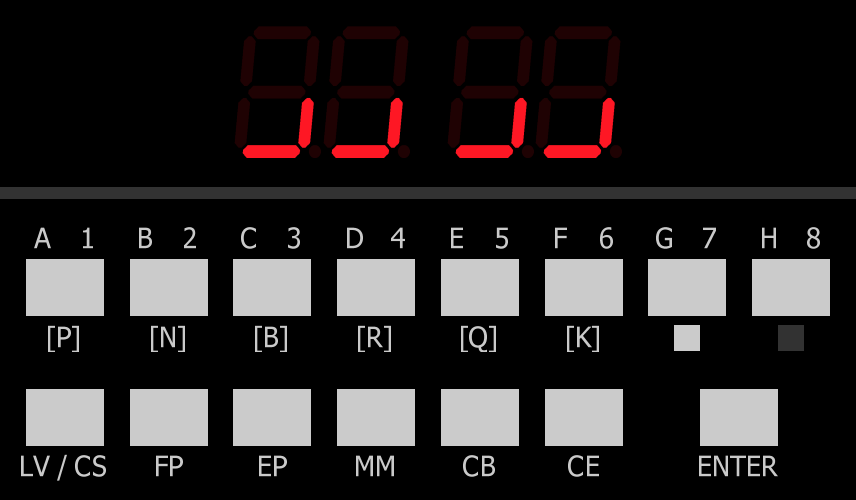 A 1 B 2 C 3 D 4 E 5 F 6 G 7 H 8
[P] [N] [B] [R] [Q] [K]
LV / CS FP EP MM CB CE ENTER